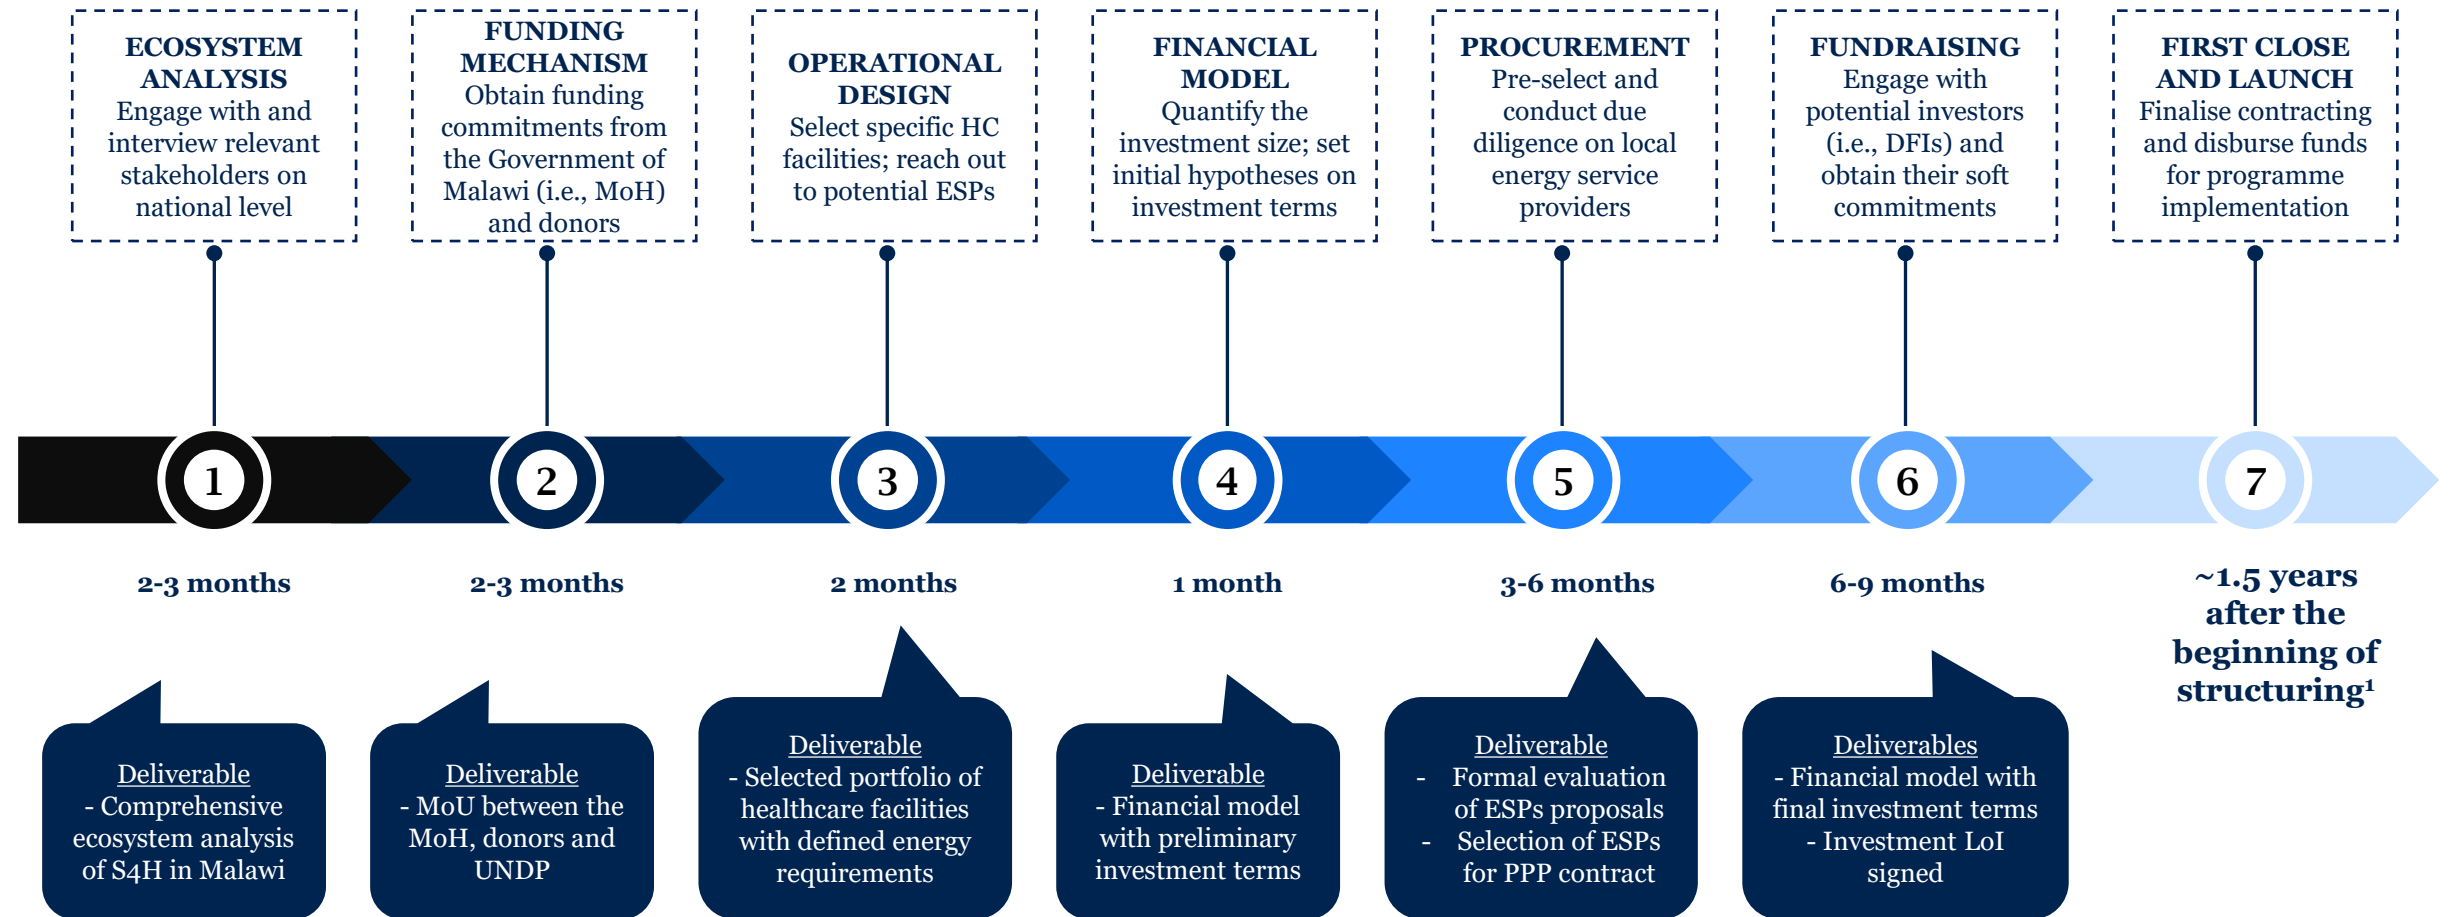 ECOSYSTEM
ANALYSIS
Engage with and
interview relevant
stakeholders on
national level
FUNDING
MECHANISM
Obtain funding
commitments from
the Government of
Malawi (i.e., MoH)
and donors
OPERATIONAL
DESIGN
Select specific HC
facilities; reach out
to potential ESPs
FINANCIAL
MODEL
Quantify the
investment size; set
initial hypotheses on
investment terms
PROCUREMENT
Pre-select and
conduct due
diligence on local
energy service
providers
FUNDRAISING
Engage with
potential investors
(i.e., DFIs) and
obtain their soft
commitments
FIRST CLOSE
AND LAUNCH
Finalise contracting
and disburse funds
for programme
implementation
1
2
3
4
5
6
7
2-3 months
2-3 months
2 months
1 month
3-6 months
6-9 months
~1.5 years
after the
beginning of
structuring¹
Deliverable
- Comprehensive
ecosystem analysis
of S4H in Malawi
Deliverable
- MoU between the
MoH, donors and
UNDP
Deliverable
- Selected portfolio of
healthcare facilities
with defined energy
requirements
Deliverable
- Financial model
with preliminary
investment terms
Deliverable
- Formal evaluation
of ESPs proposals
- Selection of ESPs
for PPP contract
Deliverables
- Financial model with
final investment terms
- Investment LoI
signed